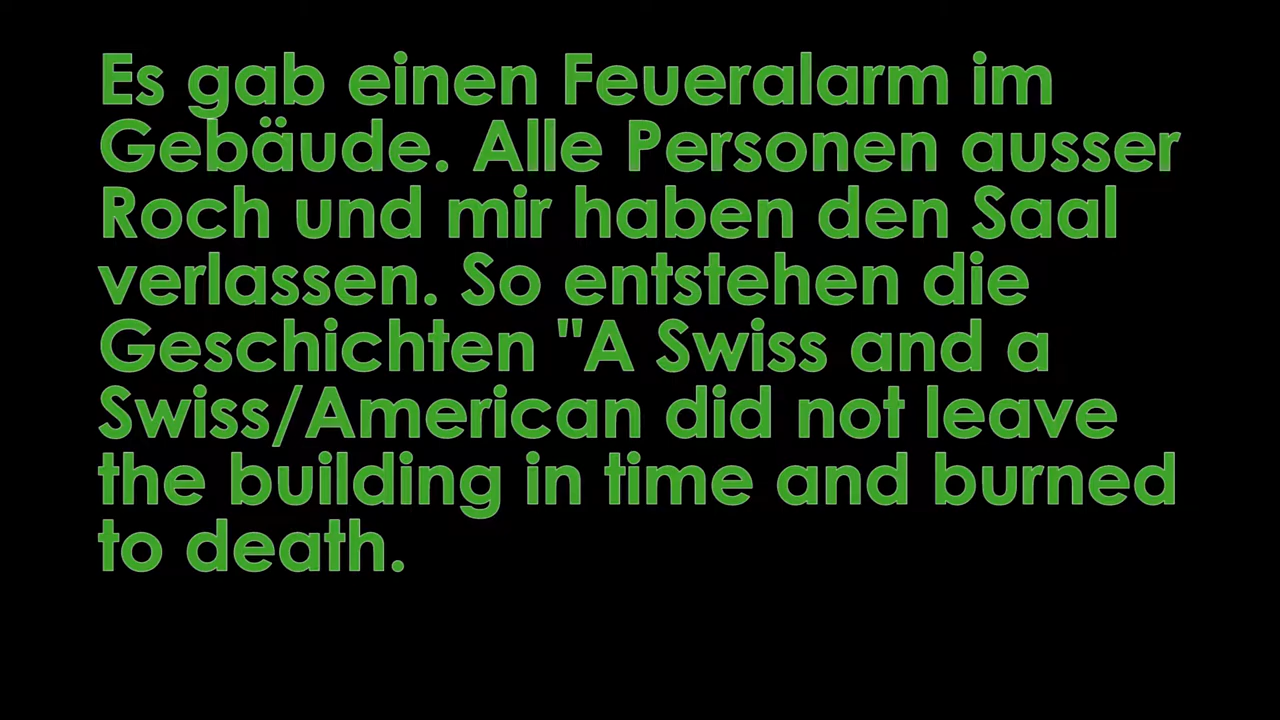 Es gab einen Feueralarm im
Gebäude. Alle Personen ausser
Roch und mir haben den Saal
verlassen. So entstehen die
Geschichten "A Swiss and a
Swiss/American did not leave
the building in time and burned
to death.